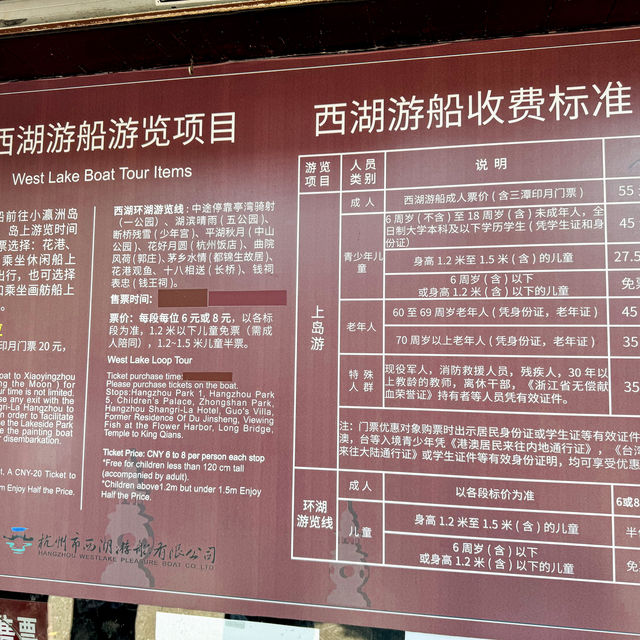 西湖游船游览项目
West Lake Boat Tour Items
船前往小瀛洲岛
岛上游览时间
票选择:花港、
乘坐休闲船上
出行,也可选择
和乘坐画舫船上
印月门票 20 元,
boat to Xiaoyingzhou
ing the Moon ) for
ur time is not limited.
se any exit with the
gri-La Hangzhou to
n order to facilitate
e the Lakeside Park
e the painting boat
r disembarkation.
t, A CNY-20 Ticket to
m Enjoy Half the Price.
西湖环湖游览线:中途停靠亭湾骑射
(一公园)、湖滨晴雨(五公园)、
断桥残雪(少年宫)、平湖秋月(中山
公园)、花好月圆(杭州饭店)、曲院
风荷(郭庄)、茅乡水情(都锦生故居)、
花港观鱼、十八相送(长桥)、钱祠
表忠(钱王祠)。
售票时间:
票价:每段每位 6 元或 8 元,以各标
段为准,1.2 米以下儿童免票(需成
人陪同),1.2~1.5 米儿童半票。
West Lake Loop Tour
Ticket purchase time:
Please purchase tickets on the boat.
Stops:Hangzhou Park 1, Hangzhou Park
5, Children's Palace, Zhongshan Park,
Hangzhou Shangri-La Hotel, Guo's Villa,
Former Residence Of Du Jinsheng, Viewing
Fish at the Flower Harbor, Long Bridge,
Temple to King Qians.
Ticket Price: CNY 6 to 8 per person each stop
*Free for children less than 120 cm tall
(accompanied by adult).
*Children above1.2m but under 1.5m Enjoy
Half the Price.
杭州市西湖游船有限公司
HANGZHOU WESTLAKE PLEASURE BOAT CO.,LTD
西湖游船收费标准
游览项目 人员类别 说 明
上岛游
成 人 西湖游船成人票价(含三潭印月门票) 55
青少年儿童
6 周岁(不含)至 18 周岁(含)未成年人,全
日制大学本科及以下学历学生(凭学生证和身
份证) 45
身高 1.2 米至 1.5 米(含)的儿童 27.5
6 周岁(含)以下
或身高 1.2 米(含)以下的儿童 免
老年人
60 至 69 周岁老年人(凭身份证,老年证) 45
70 周岁以上老年人(凭身份证,老年证) 35
特殊人群
现役军人,消防救援人员,残疾人,30 年以
上教龄的教师,离休干部,《浙江省无偿献
血荣誉证》持有者等人员凭有效证件。 35
注:门票优惠对象购票时出示居民身份证或学生证等有效证件
澳,台等入境青少年凭《港澳居民来往内地通行证》,《台
来往大陆通行证》或学生证件等有效身份证明,均可享受优惠
环湖游览线
成 人 以各段标价为准 6或8
儿童
身高 1.2 米至 1.5 米(含)的儿童 半
6 周岁(含)以下
或身高 1.2 米(含)以下的儿童 免